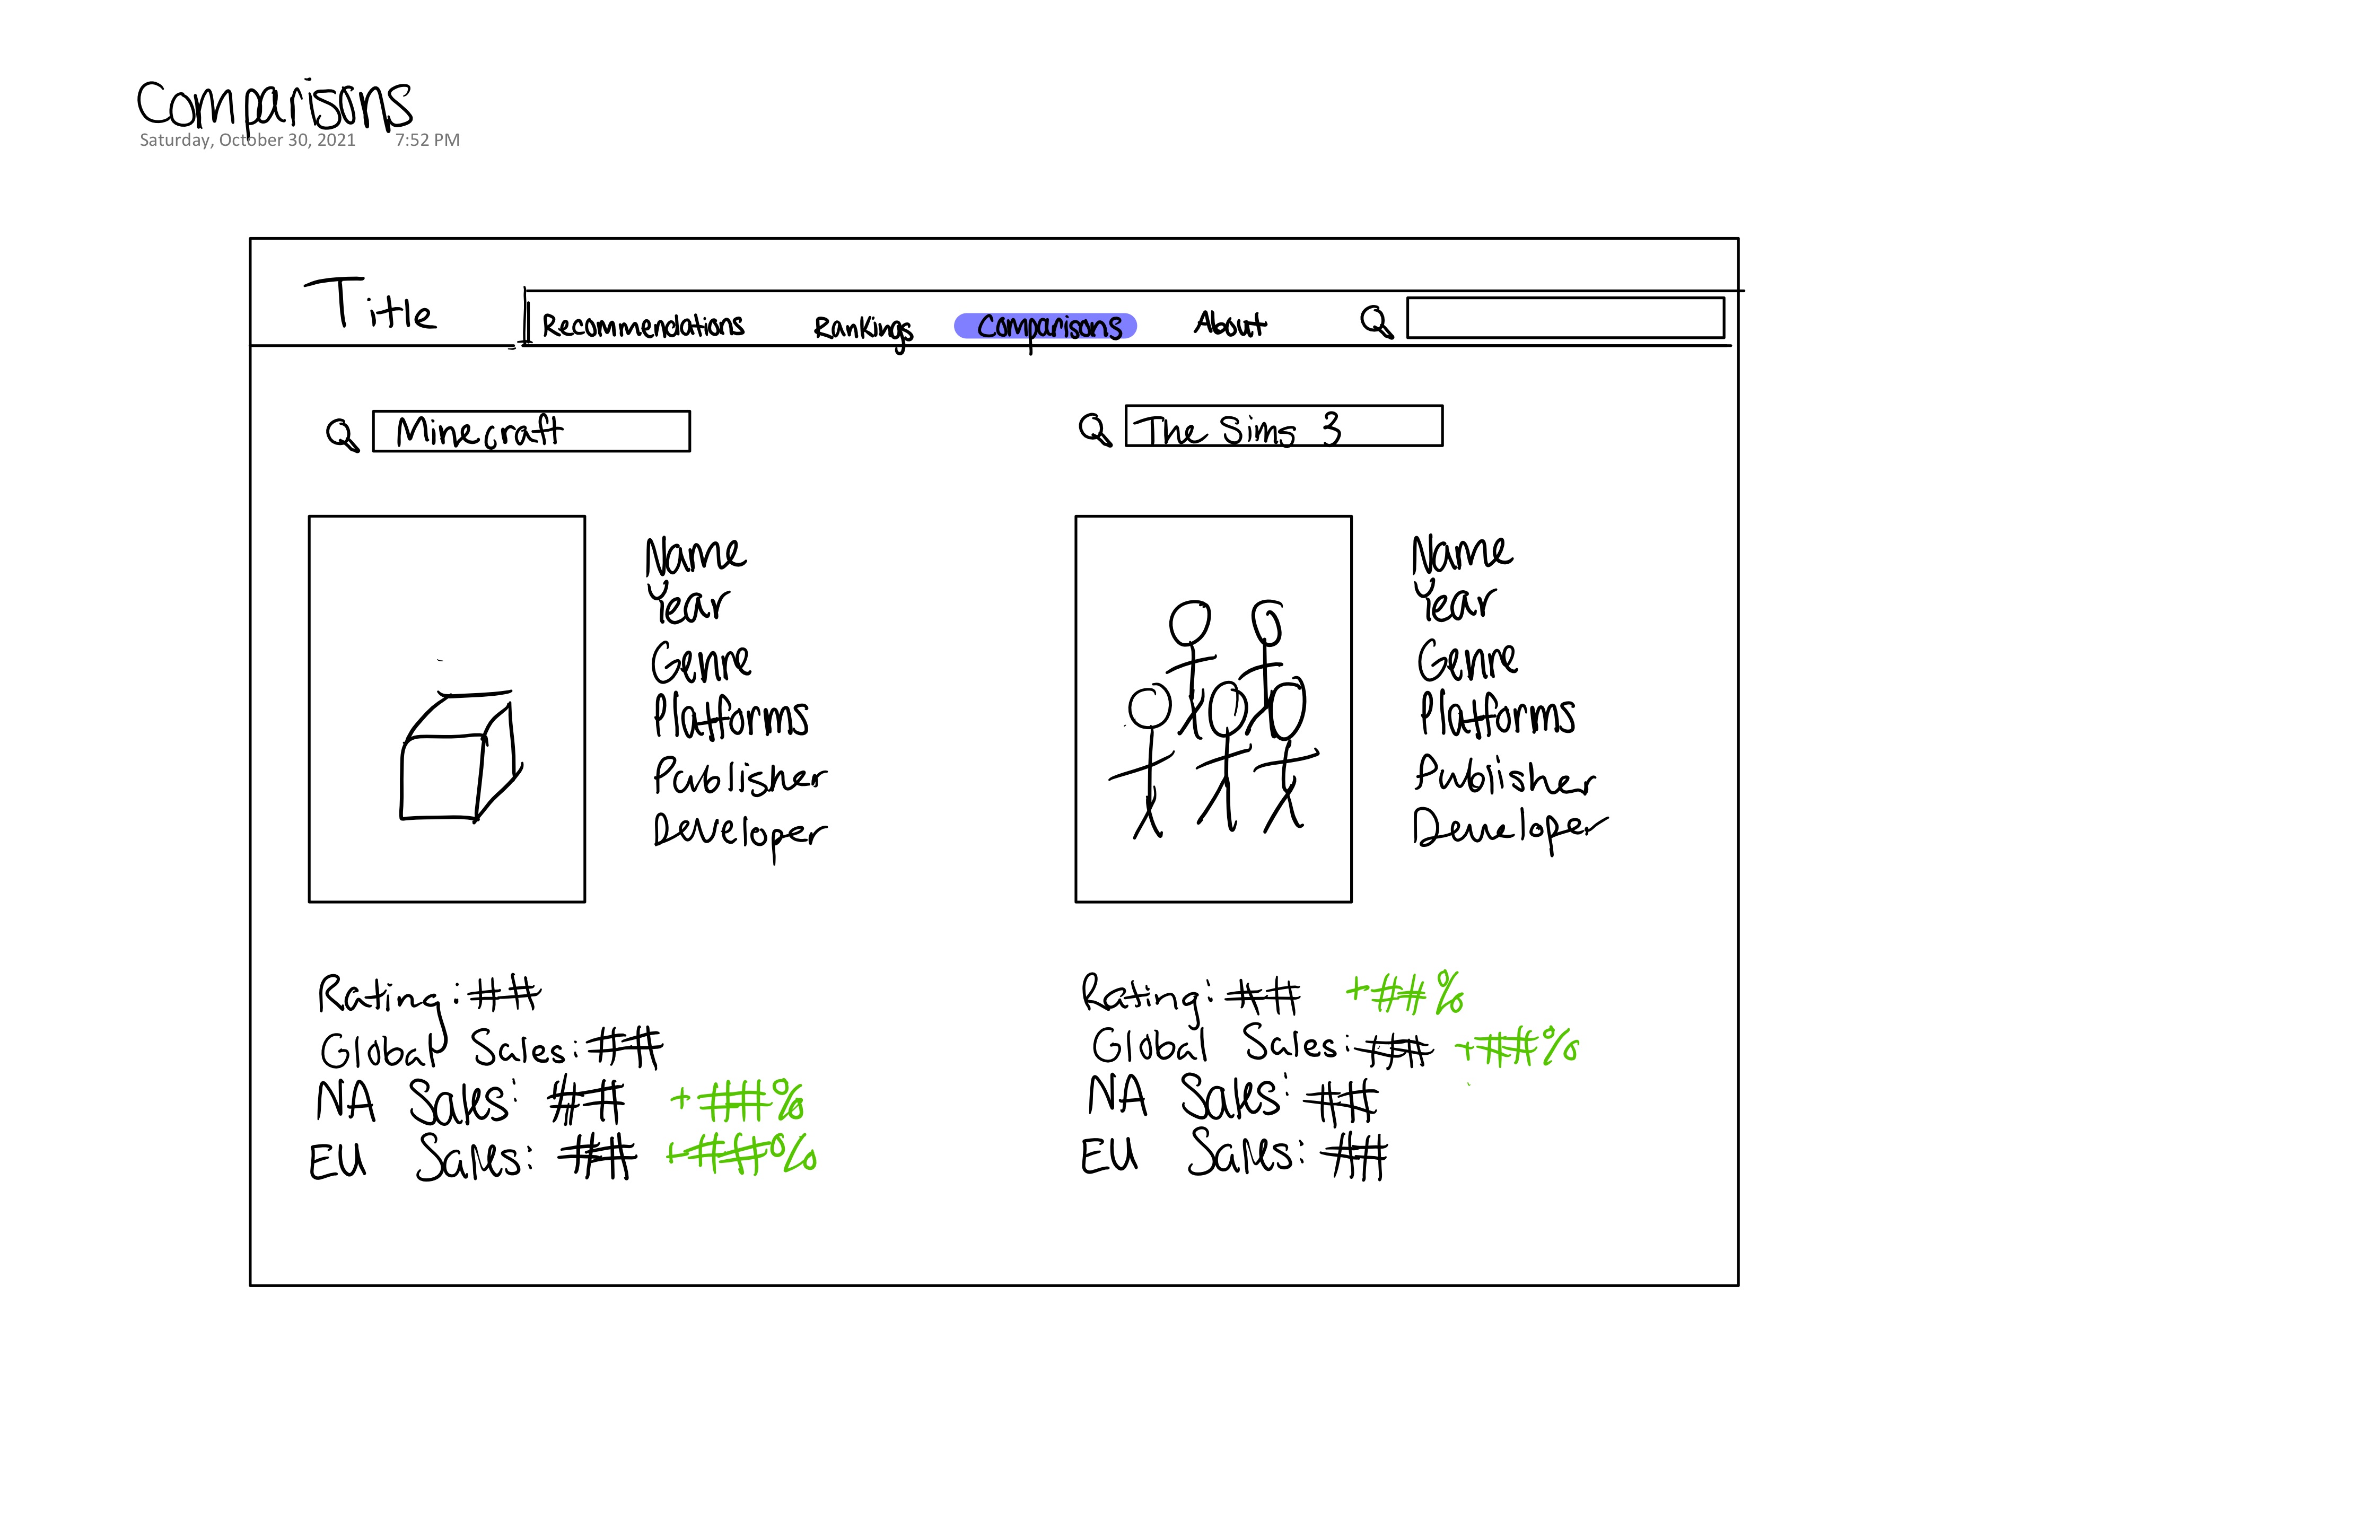 Comparisons
Saturday, October 30, 2021 7:52 PM
Title Recommendations Rankings Comparisons About
Minecraft
The Sims 3
Name
Year
Genre
Platforms
Publisher
Developer
Name
Year
Genre
Platforms
Publisher
Developer
Rating: ##
Global Sales: ##
NA Sales: ## +##%
EU Sales: ## +##%
Rating: ## +##%
Global Sales: ## +##%
NA Sales: ##
EU Sales: ##